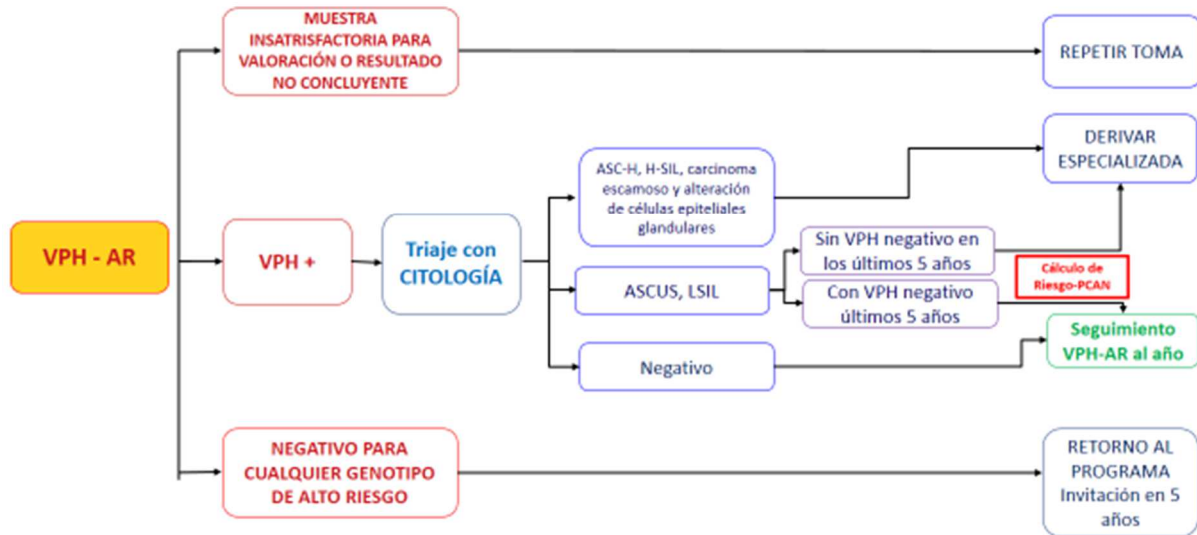 MUESTRA
INSATRISFACTORIA PARA
VALORACIÓN O RESULTADO
NO CONCLUYENTE
REPETIR TOMA
VPH - AR
VPH +
Triaje con
CITOLOGÍA
ASC-H, H-SIL, carcinoma
escamoso y alteración
de células epiteliales
glandulares
DERIVAR
ESPECIALIZADA
ASCUS, LSIL
Sin VPH negativo en
los últimos 5 años
Con VPH negativo
últimos 5 años
Cálculo de
Riesgo-PCAN
Negativo
Seguimiento
VPH-AR al año
NEGATIVO PARA
CUALQUIER GENOTIPO
DE ALTO RIESGO
RETORNO AL
PROGRAMA
Invitación en 5
años